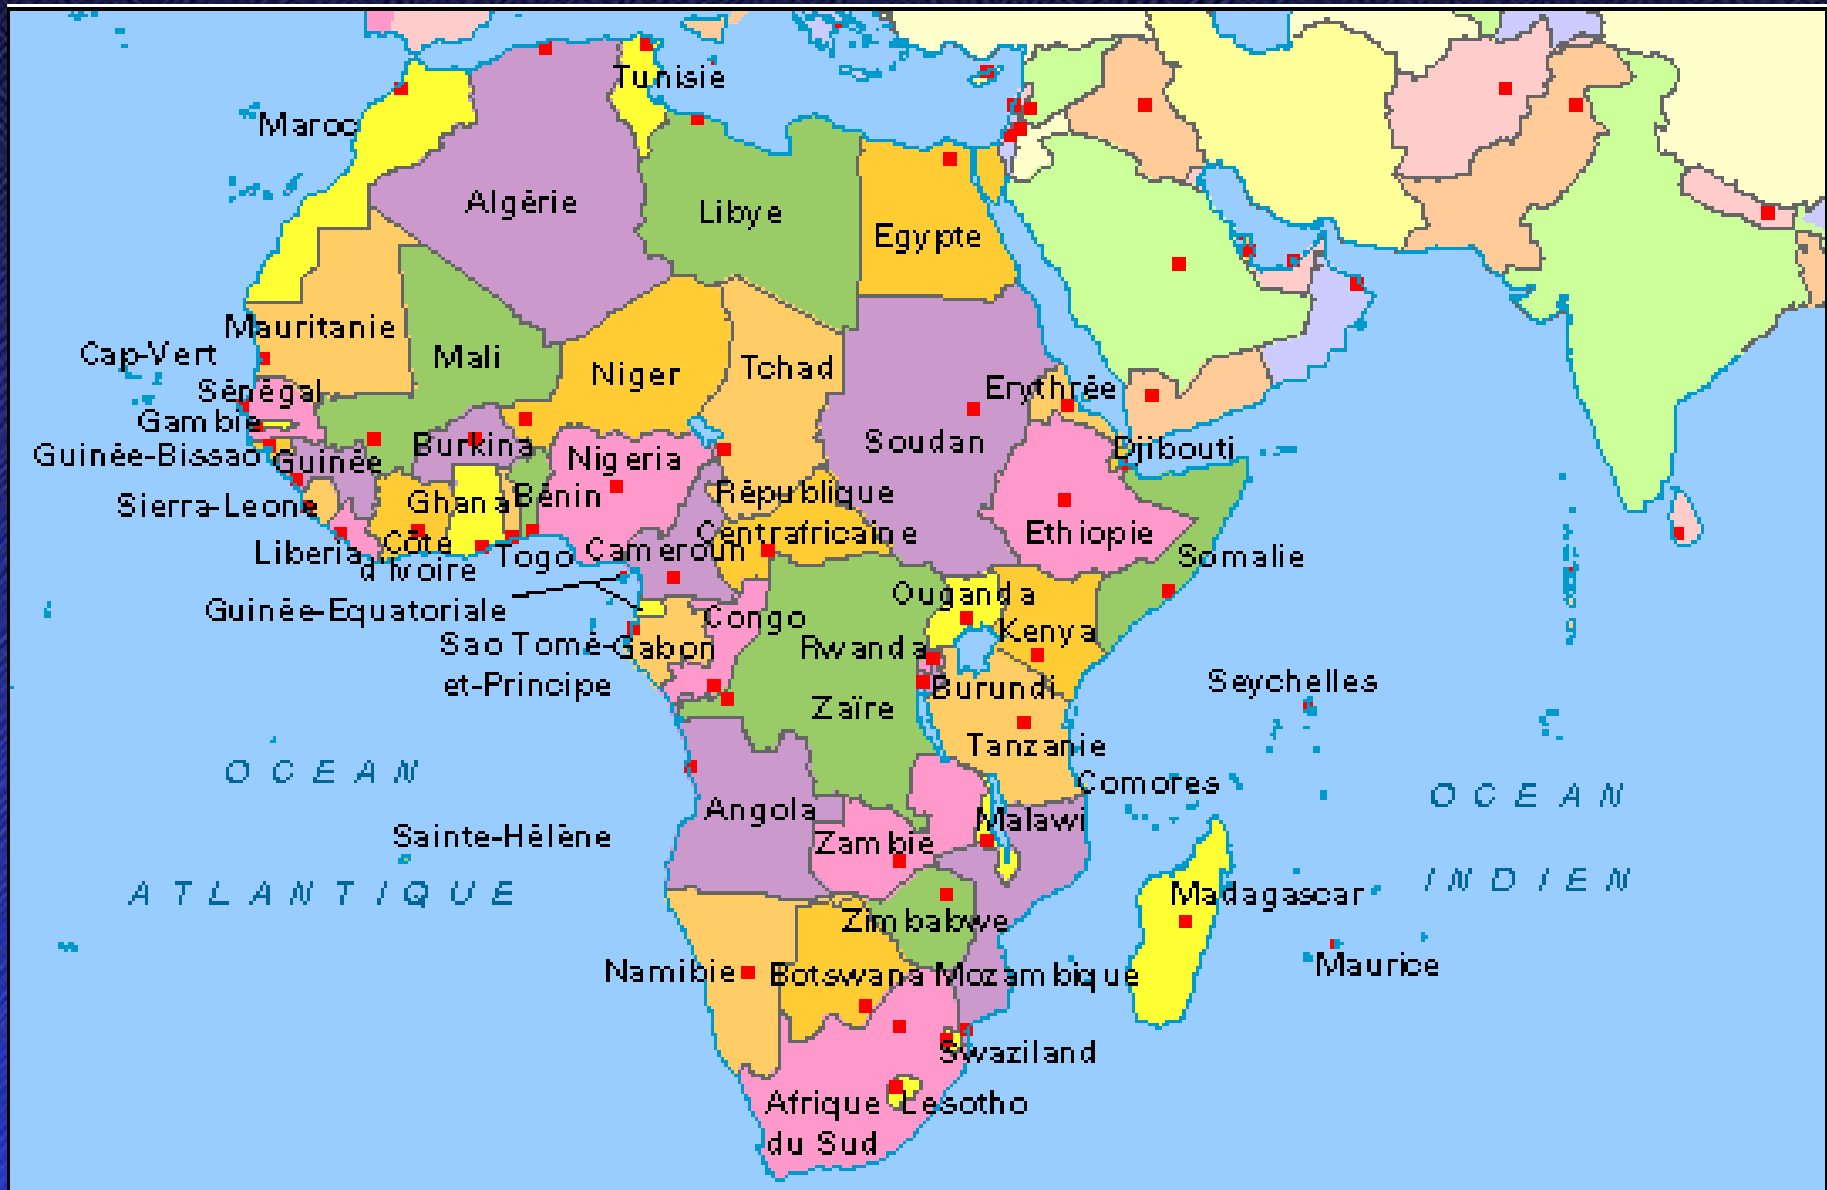 Tunisie
Maroc
Algérie
Libye
Egypte
Mauritanie
Cap-Vert
Mali
Niger
Tchad
Sénégal
Erythrée
Gambie
Guinée-Bissao
Guinée
Burkina
Nigeria
Soudan
Djibouti
Sierra-Leone
Ghana
Bénin
République
Centrafricaine
Ethiopie
Liberia
Côte
d'Ivoire
Togo
Cameroun
Somalie
Guinée-Equatoriale
Ouganda
Congo
Kenya
Sao Tomé-
et-Principe
Gabon
Rwanda
Burundi
Seychelles
Zaïre
Tanzanie
OCEAN
ATLANTIQUE
Comores
OCEAN
INDIEN
Angola
Malawi
Sainte-Hélène
Zambie
Madagascar
Zimbabwe
Namibie
Botswana
Mozambique
Maurice
Swaziland
Afrique
du Sud
Lesotho